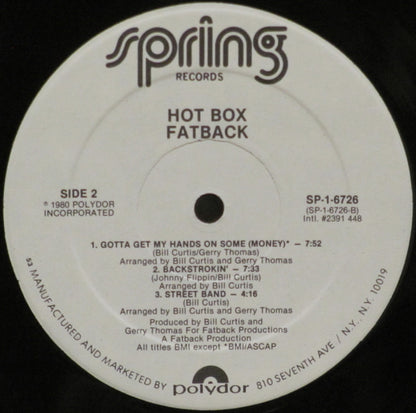 spring
RECORDS
HOT BOX
FATBACK
SIDE 2
℗ 1980 POLYDOR
INCORPORATED
SP-1-6726
(SP-1-6726-B)
Intl. #2391 448
1. GOTTA GET MY HANDS ON SOME (MONEY)* — 7:52
(Bill Curtis/Gerry Thomas)
Arranged by Bill Curtis and Gerry Thomas
2. BACKSTROKIN' — 7:33
(Johnny Flippin/Bill Curtis)
Arranged by Bill Curtis
3. STREET BAND — 4:16
(Bill Curtis)
Arranged by Bill Curtis and Gerry Thomas
Produced by Bill Curtis and
Gerry Thomas For Fatback Productions
A Fatback Production
All titles BMI except *BMI/ASCAP
53 MANUFACTURED AND MARKETED BY polydor 810 SEVENTH AVE / N.Y., N.Y. 10019